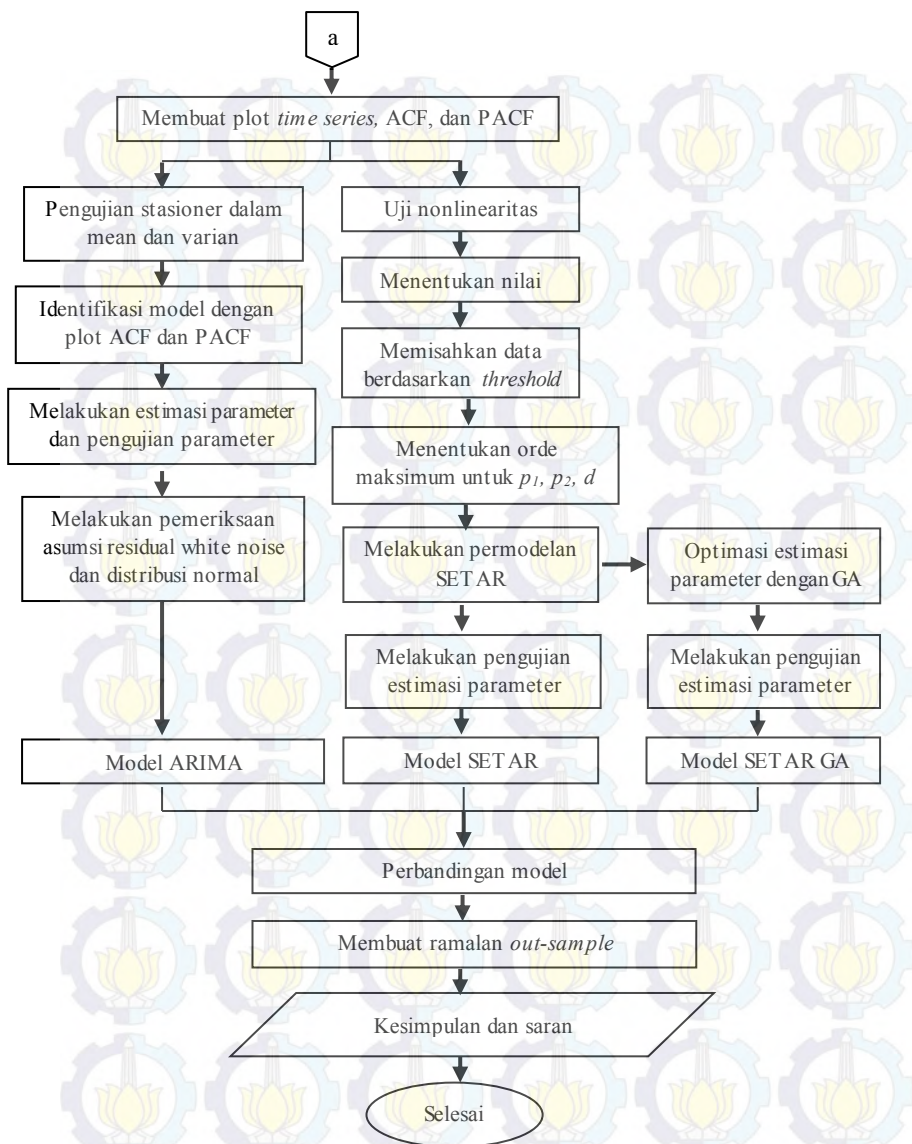 a
Membuat plot time series, ACF, dan PACF
Pengujian stasioner dalam
mean dan varian
Uji nonlinearitas
Menentukan nilai
Identifikasi model dengan
plot ACF dan PACF
Memisahkan data
berdasarkan threshold
Melakukan estimasi parameter
dan pengujian parameter
Menentukan orde
maksimum untuk p1, p2, d
Melakukan pemeriksaan
asumsi residual white noise
dan distribusi normal
Melakukan permodelan
SETAR
Optimasi estimasi
parameter dengan GA
Melakukan pengujian
estimasi parameter
Melakukan pengujian
estimasi parameter
Model ARIMA
Model SETAR
Model SETAR GA
Perbandingan model
Membuat ramalan out-sample
Kesimpulan dan saran
Selesai